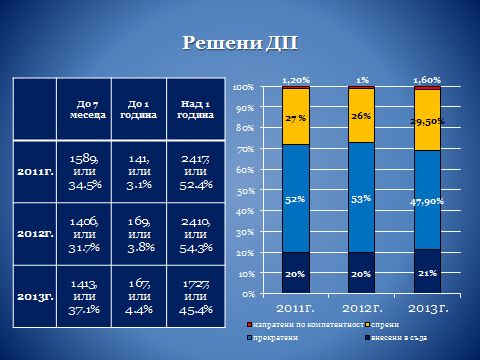 Решени ДП
До 7
месеца
До 1
година
Над 1
година
2011г.
1589,
или
34.5%
141,
или
3.1%
2417,
или
52.4%
2012г.
1406,
или
31.7%
169,
или
3.8%
2410,
или
54.3%
2013г.
1413,
или
37.1%
167,
или
4.4%
1727,
или
45.4%
100%
90%
80%
70%
60%
50%
40%
30%
20%
10%
0%
1,20%
1%
1,60%
27%
26%
29,50%
52%
53%
47,90%
20%
20%
21%
2011г.
2012г.
2013г.
напратени по компетентност
спрени
прекратени
внесени в съда